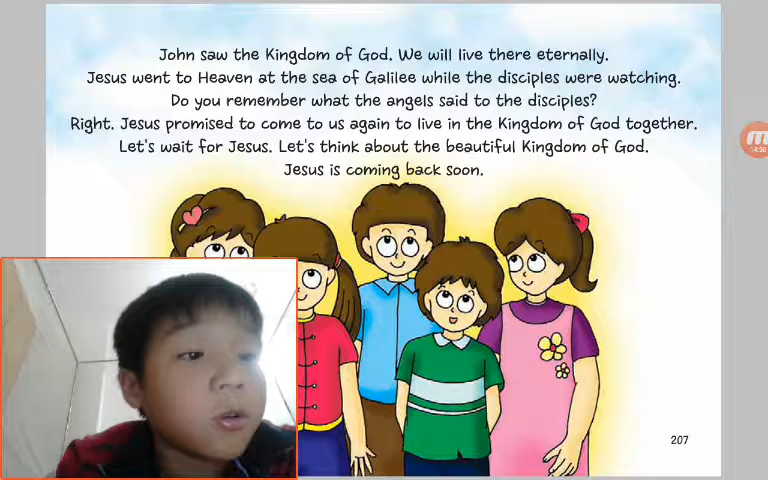 John saw the Kingdom of God. We will live there eternally.
Jesus went to Heaven at the sea of Galilee while the disciples were watching.
Do you remember what the angels said to the disciples?
Right. Jesus promised to come to us again to live in the Kingdom of God together.
Let's wait for Jesus. Let's think about the beautiful Kingdom of God.
Jesus is coming back soon.
207
14:50